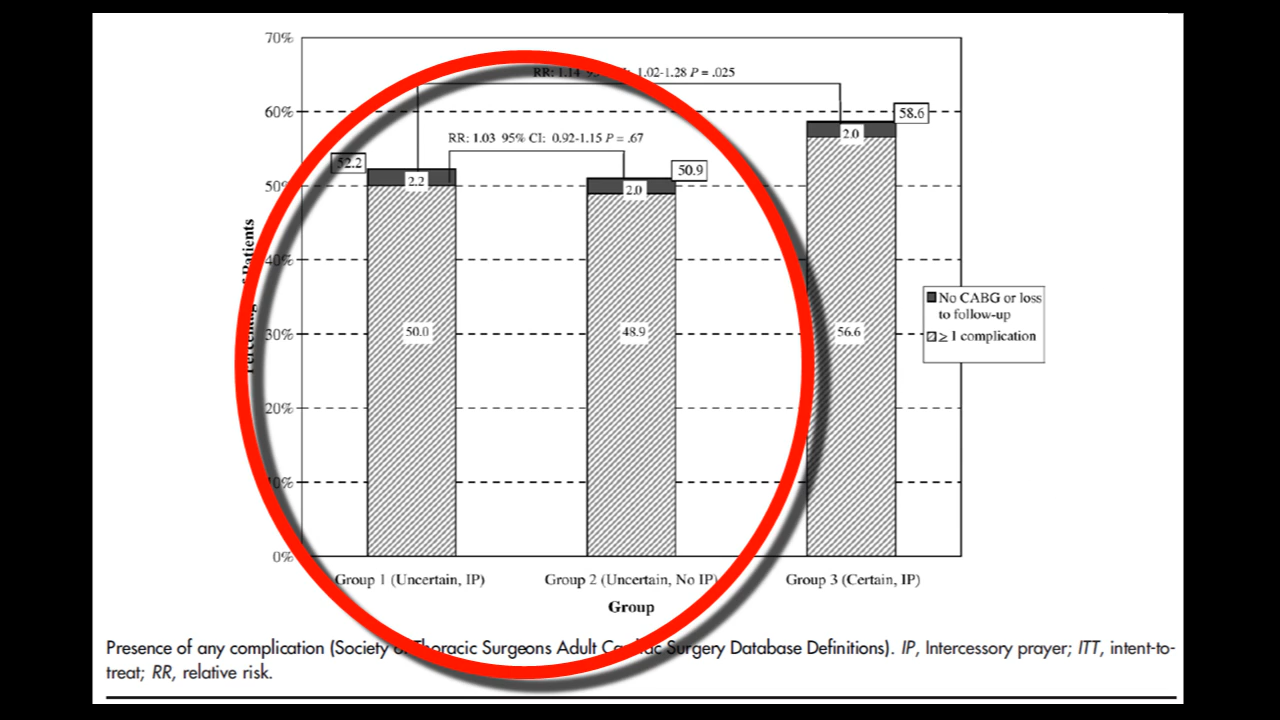 70%
RR: 1.14 1.02-1.28 P = .025
60%
58.6
2.0
RR: 1.03 95% CI: 0.92-1.15 P = .67
52.2
50.9
50%
2.2
2.0
Patients
40%
No CABG or loss
to follow-up
≥ 1 complication
30%
50.0
48.9
56.6
20%
10%
0%
Group 1 (Uncertain, IP)
Group 2 (Uncertain, No IP)
Group 3 (Certain, IP)
Group
Presence of any complication (Society of Thoracic Surgeons Adult Cardiac Surgery Database Definitions). IP, Intercessory prayer; ITT, intent-to-
treat; RR, relative risk.